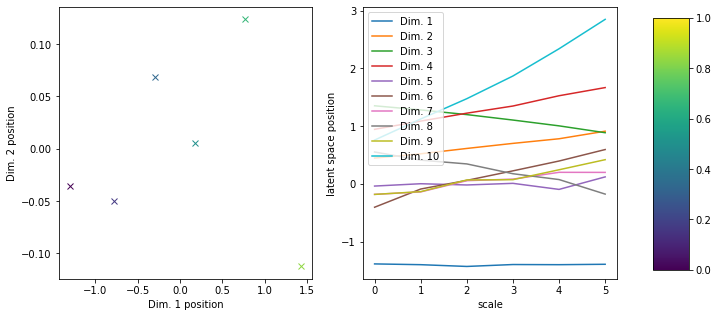 0.10
0.05
0.00
−0.05
−0.10
−1.0
−0.5
0.0
0.5
1.0
1.5
Dim. 2 position
Dim. 1 position
3
2
1
0
−1
0
1
2
3
4
5
latent space position
scale
Dim. 1
Dim. 2
Dim. 3
Dim. 4
Dim. 5
Dim. 6
Dim. 7
Dim. 8
Dim. 9
Dim. 10
1.0
0.8
0.6
0.4
0.2
0.0